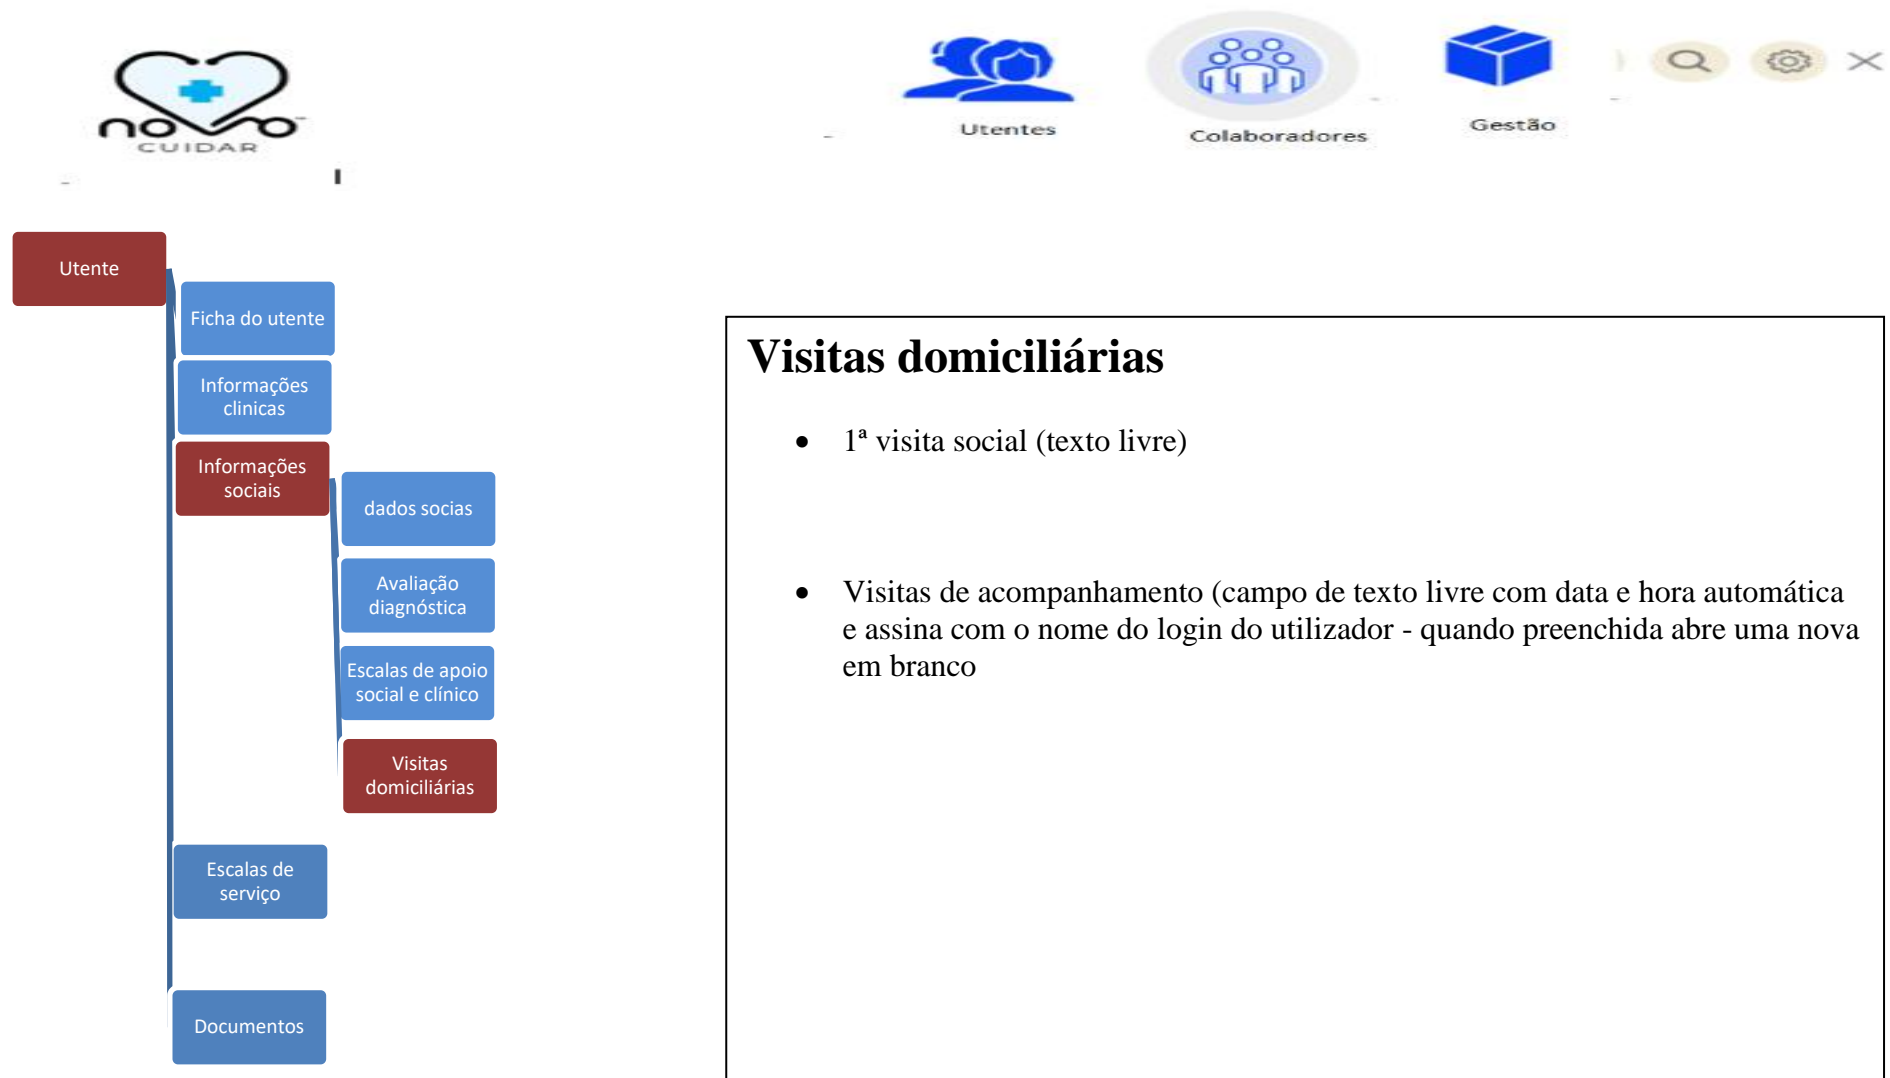 novo
CUIDAR
Utentes
Colaboradores
Gestão
Utente
Ficha do utente
Informações
clinicas
Informações
sociais
dados socias
Avaliação
diagnóstica
Escalas de apoio
social e clínico
Visitas
domiciliárias
Escalas de
serviço
Documentos
Visitas domiciliárias
• 1ª visita social (texto livre)
• Visitas de acompanhamento (campo de texto livre com data e hora automática
e assina com o nome do login do utilizador - quando preenchida abre uma nova
em branco